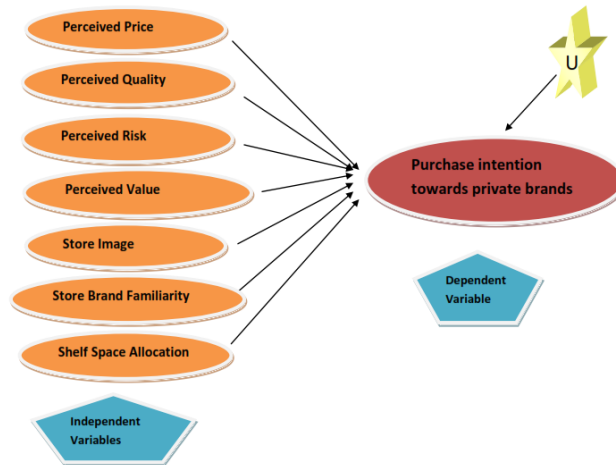 Perceived Price
Perceived Quality
Perceived Risk
Perceived Value
Store Image
Store Brand Familiarity
Shelf Space Allocation
Independent
Variables
U
Purchase intention
towards private brands
Dependent
Variable